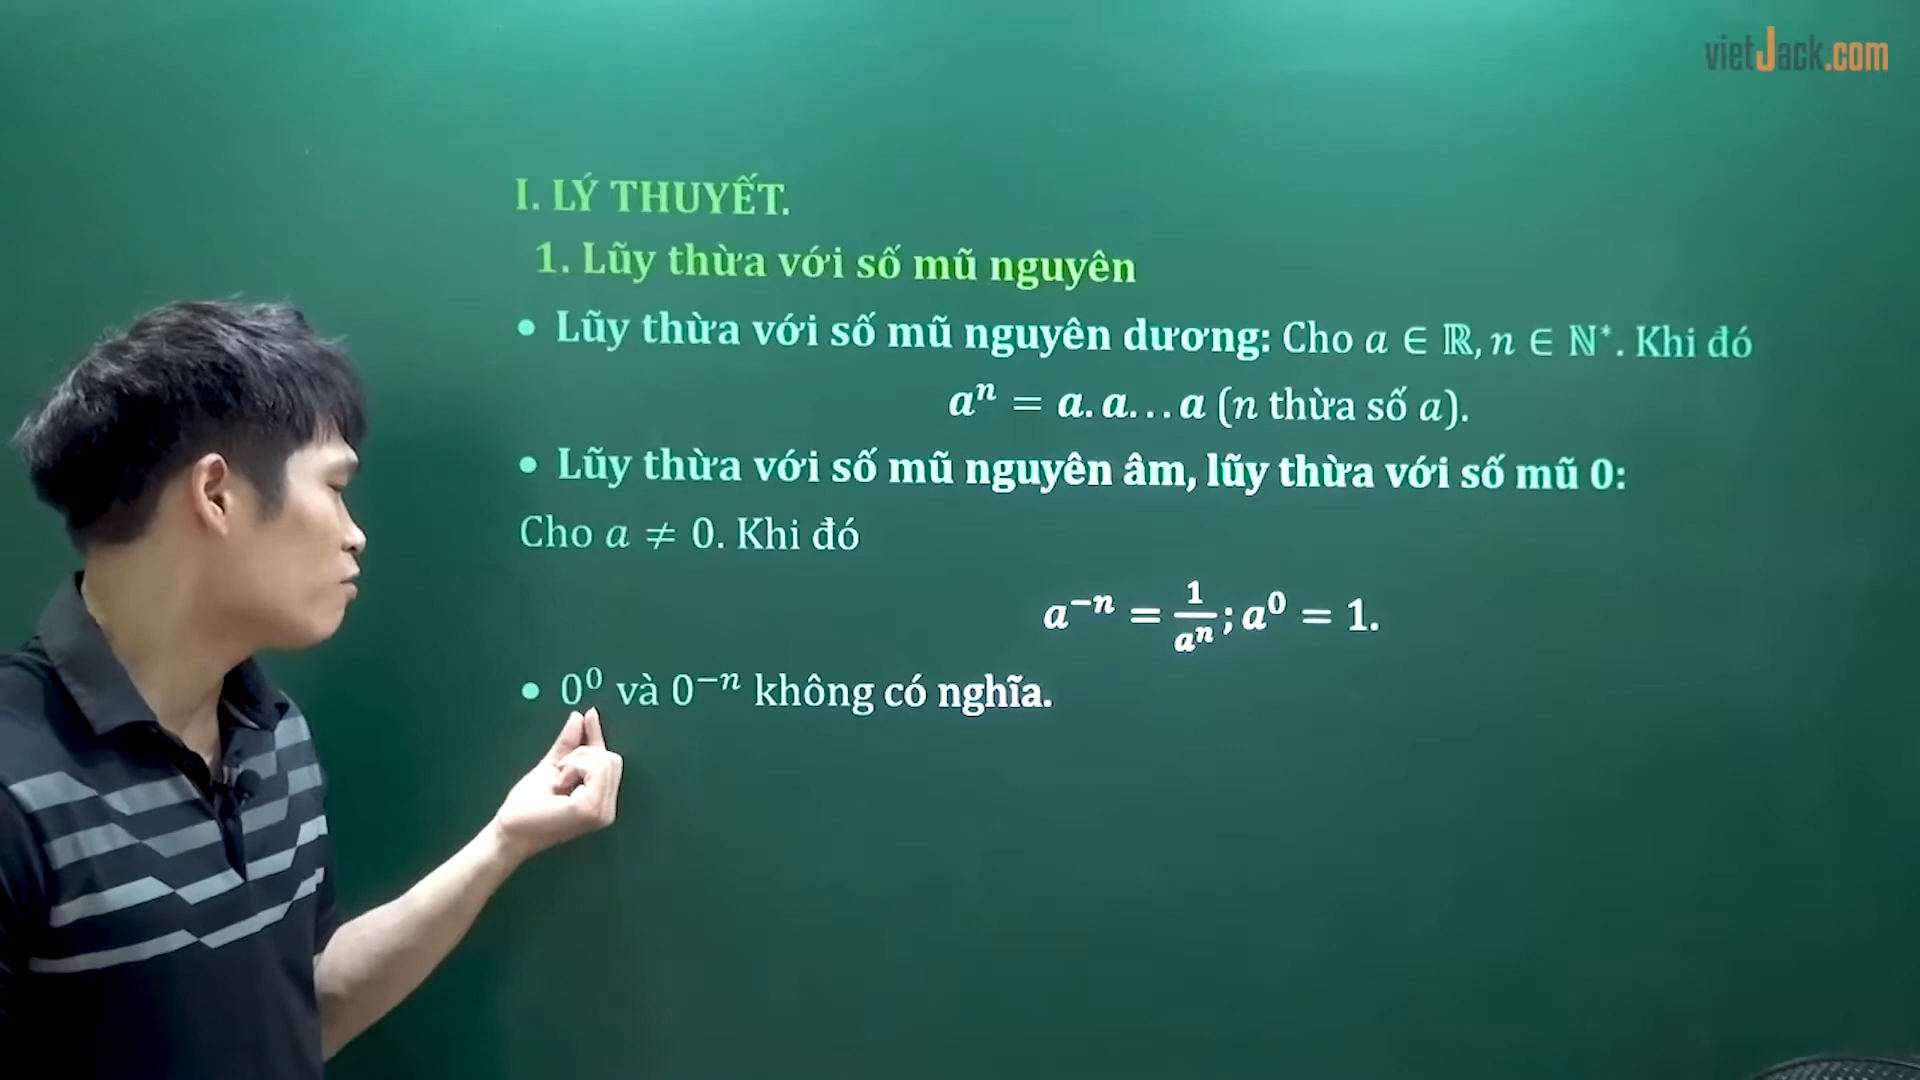 vietJack.com
I. LÝ THUYẾT.
1. Lũy thừa với số mũ nguyên
• Lũy thừa với số mũ nguyên dương: Cho a ∈ ℝ, n ∈ ℕ*. Khi đó
aⁿ = a. a. . . a (n thừa số a).
• Lũy thừa với số mũ nguyên âm, lũy thừa với số mũ 0:
Cho a ≠ 0. Khi đó
a⁻ⁿ = 1/aⁿ; a⁰ = 1.
• 0⁰ và 0⁻ⁿ không có nghĩa.